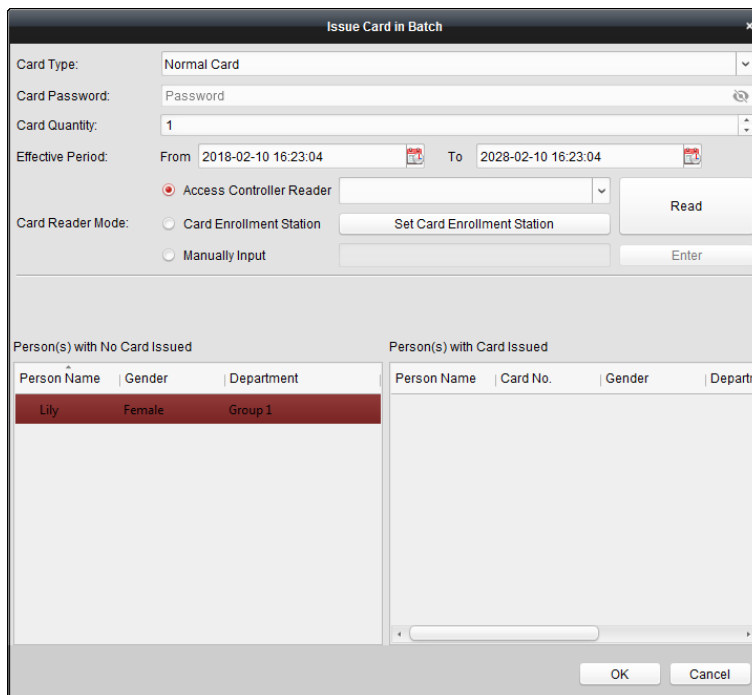 Issue Card in Batch
Card Type: Normal Card
Card Password: Password
Card Quantity: 1
Effective Period: From 2018-02-10 16:23:04 To 2028-02-10 16:23:04
Access Controller Reader
Read
Card Reader Mode: Card Enrollment Station Set Card Enrollment Station
Manually Input Enter
Person(s) with No Card Issued Person(s) with Card Issued
Person Name Gender Department Person Name Card No. Gender Depart
Lily Female Group 1
OK Cancel